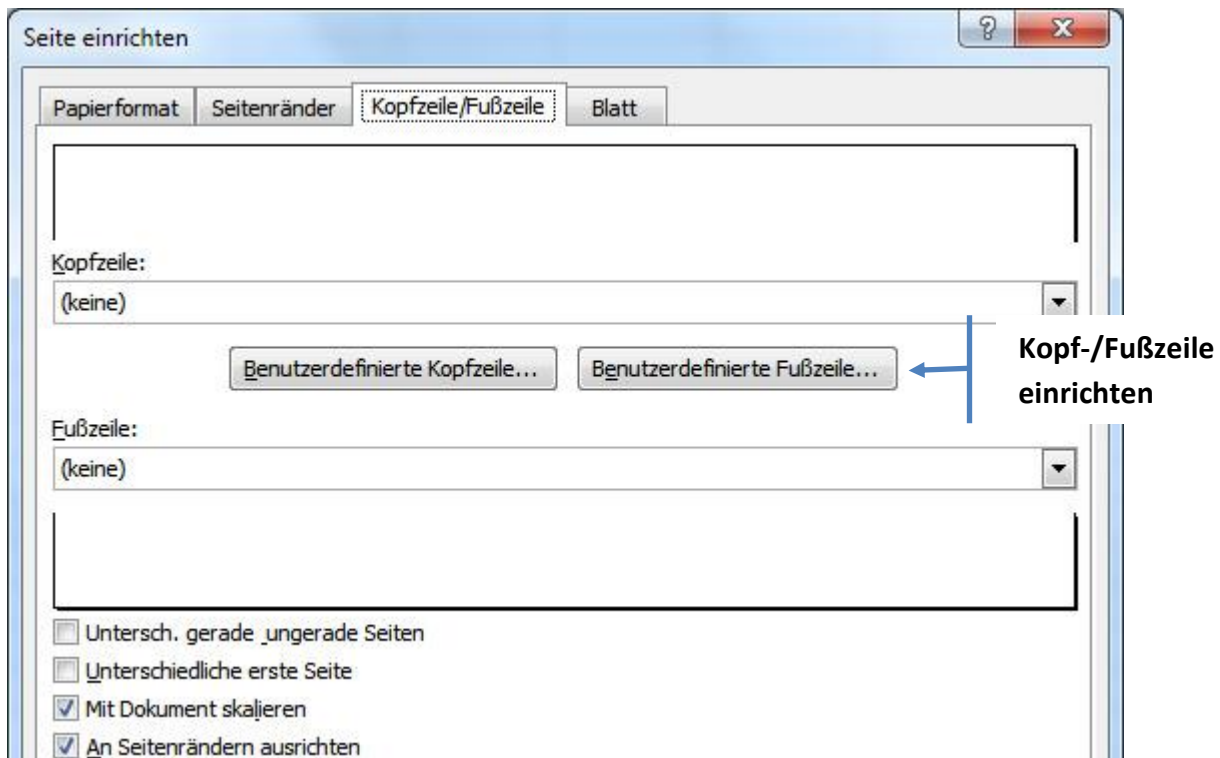 Seite einrichten
Papierformat Seitenränder Kopfzeile/Fußzeile Blatt
Kopfzeile:
(keine)
Benutzerdefinierte Kopfzeile... Benutzerdefinierte Fußzeile...
Kopf-/Fußzeile
einrichten
Fußzeile:
(keine)
Untersch. gerade _ungerade Seiten
Unterschiedliche erste Seite
Mit Dokument skalieren
An Seitenrändern ausrichten